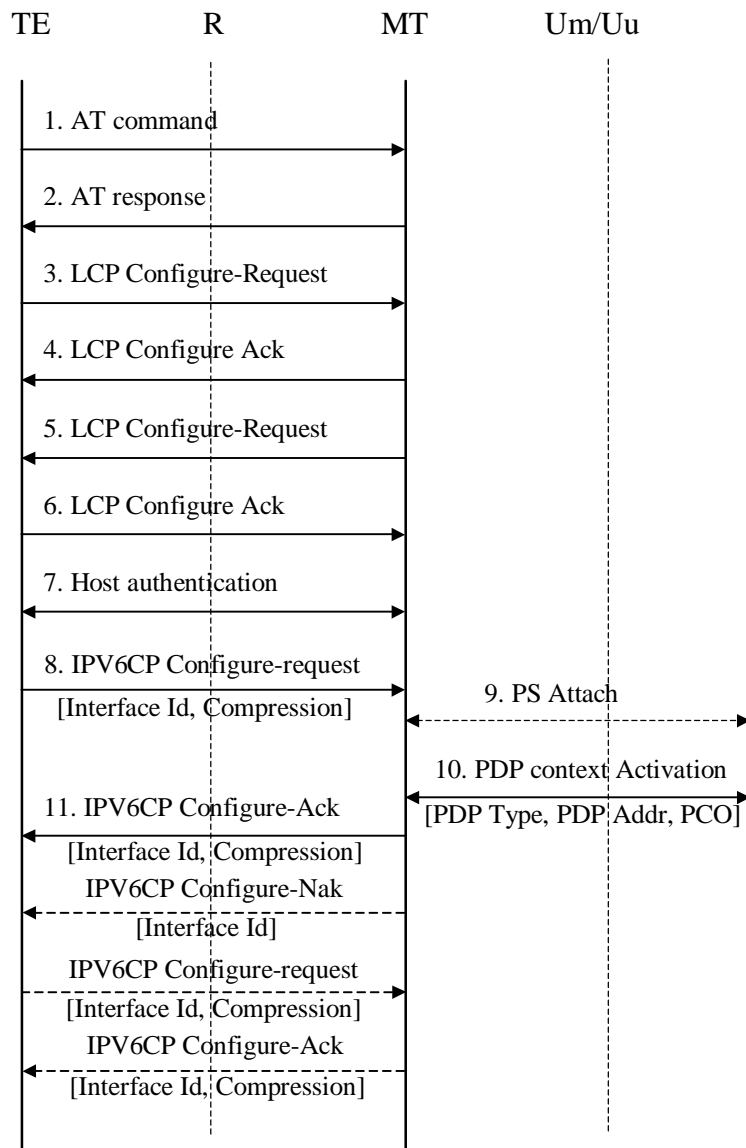 TE R MT Um/Uu
1. AT command
2. AT response
3. LCP Configure-Request
4. LCP Configure Ack
5. LCP Configure-Request
6. LCP Configure Ack
7. Host authentication
8. IPV6CP Configure-request
[Interface Id, Compression]
9. PS Attach
10. PDP context Activation
[PDP Type, PDP Addr, PCO]
11. IPV6CP Configure-Ack
[Interface Id, Compression]
IPV6CP Configure-Nak
[Interface Id]
IPV6CP Configure-request
[Interface Id, Compression]
IPV6CP Configure-Ack
[Interface Id, Compression]